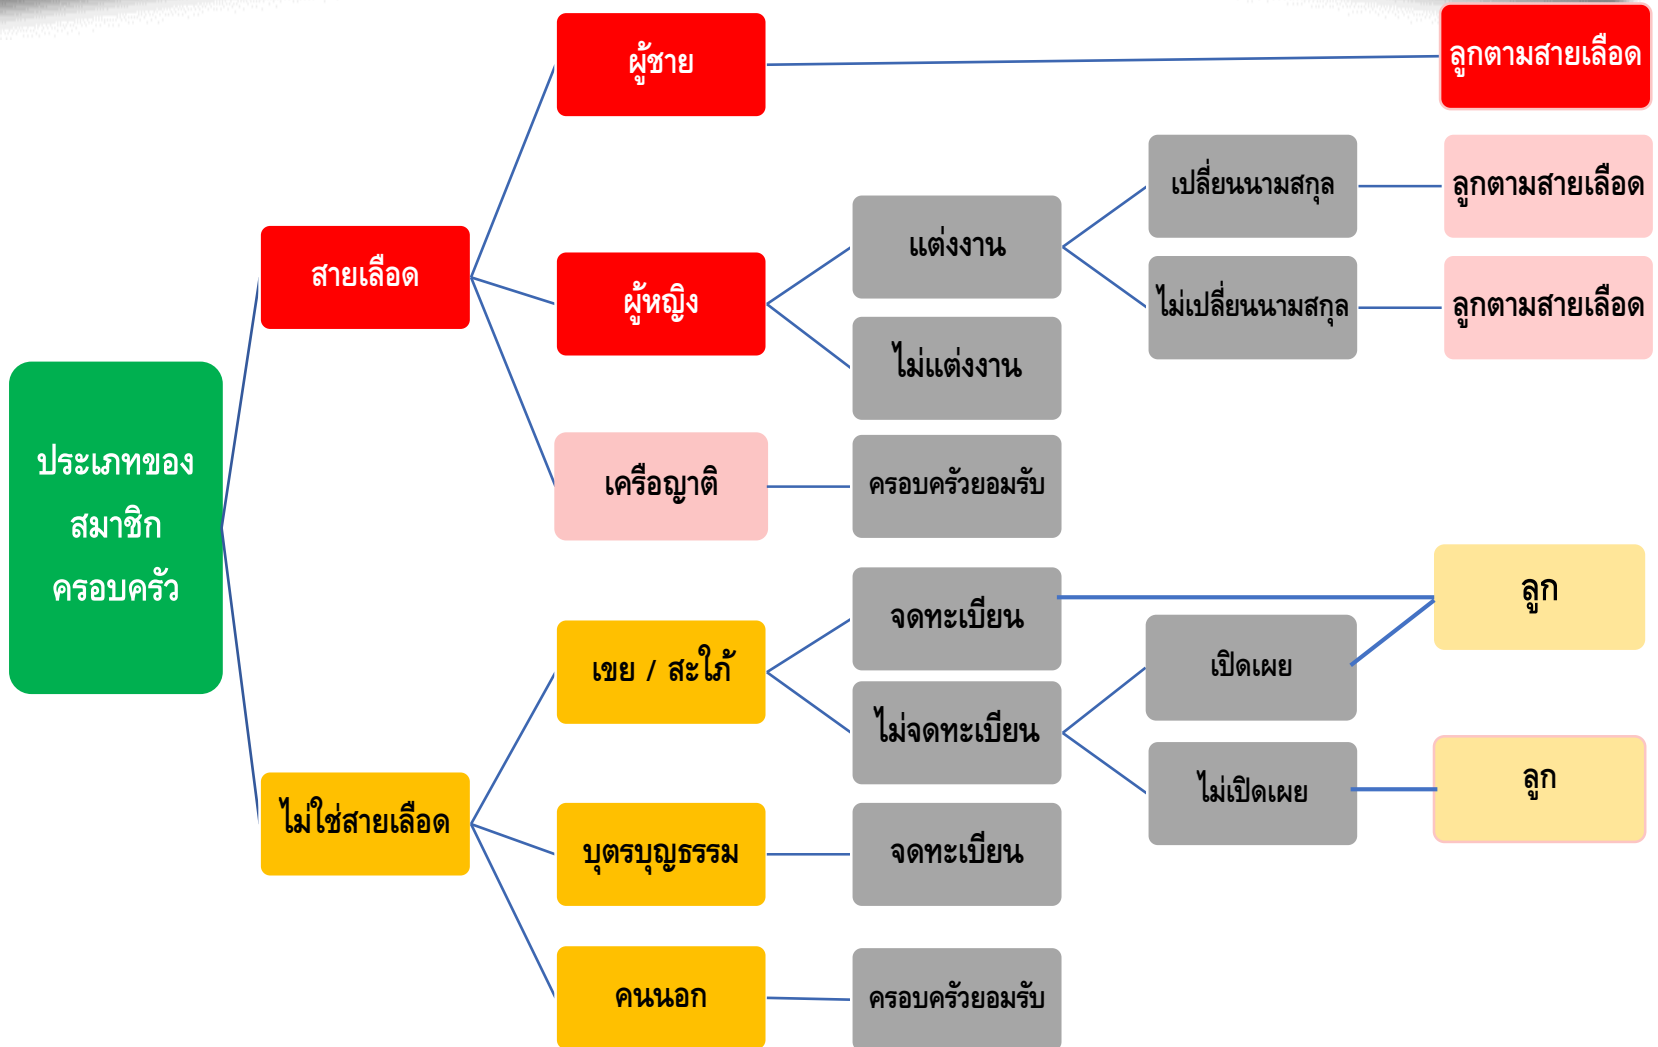 ประเภทของ
สมาชิก
ครอบครัว
สายเลือด
ผู้ชาย
ลูกตามสายเลือด
ผู้หญิง
แต่งงาน
เปลี่ยนนามสกุล
ลูกตามสายเลือด
ไม่เปลี่ยนนามสกุล
ลูกตามสายเลือด
ไม่แต่งงาน
เครือญาติ
ครอบครัวยอมรับ
ไม่ใช่สายเลือด
เขย / สะใภ้
จดทะเบียน
ลูก
ไม่จดทะเบียน
เปิดเผย
ไม่เปิดเผย
ลูก
บุตรบุญธรรม
จดทะเบียน
คนนอก
ครอบครัวยอมรับ